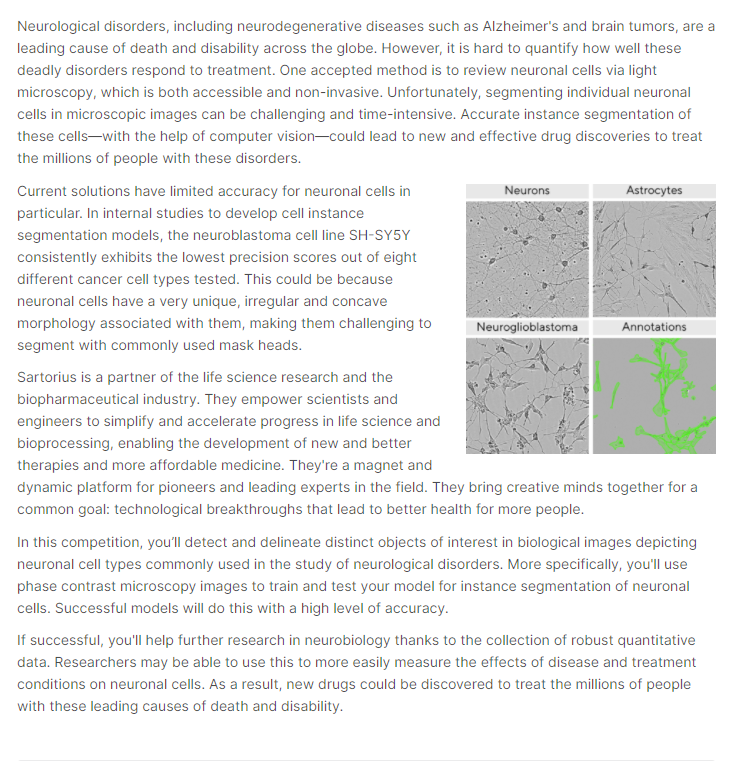 Neurological disorders, including neurodegenerative diseases such as Alzheimer's and brain tumors, are a
leading cause of death and disability across the globe. However, it is hard to quantify how well these
deadly disorders respond to treatment. One accepted method is to review neuronal cells via light
microscopy, which is both accessible and non-invasive. Unfortunately, segmenting individual neuronal
cells in microscopic images can be challenging and time-intensive. Accurate instance segmentation of
these cells—with the help of computer vision—could lead to new and effective drug discoveries to treat
the millions of people with these disorders.
Current solutions have limited accuracy for neuronal cells in
particular. In internal studies to develop cell instance
segmentation models, the neuroblastoma cell line SH-SY5Y
consistently exhibits the lowest precision scores out of eight
different cancer cell types tested. This could be because
neuronal cells have a very unique, irregular and concave
morphology associated with them, making them challenging to
segment with commonly used mask heads.
Neurons
Astrocytes
Neuroglioblastoma
Annotations
Sartorius is a partner of the life science research and the
biopharmaceutical industry. They empower scientists and
engineers to simplify and accelerate progress in life science and
bioprocessing, enabling the development of new and better
therapies and more affordable medicine. They're a magnet and
dynamic platform for pioneers and leading experts in the field. They bring creative minds together for a
common goal: technological breakthroughs that lead to better health for more people.
In this competition, you'll detect and delineate distinct objects of interest in biological images depicting
neuronal cell types commonly used in the study of neurological disorders. More specifically, you'll use
phase contrast microscopy images to train and test your model for instance segmentation of neuronal
cells. Successful models will do this with a high level of accuracy.
If successful, you'll help further research in neurobiology thanks to the collection of robust quantitative
data. Researchers may be able to use this to more easily measure the effects of disease and treatment
conditions on neuronal cells. As a result, new drugs could be discovered to treat the millions of people
with these leading causes of death and disability.